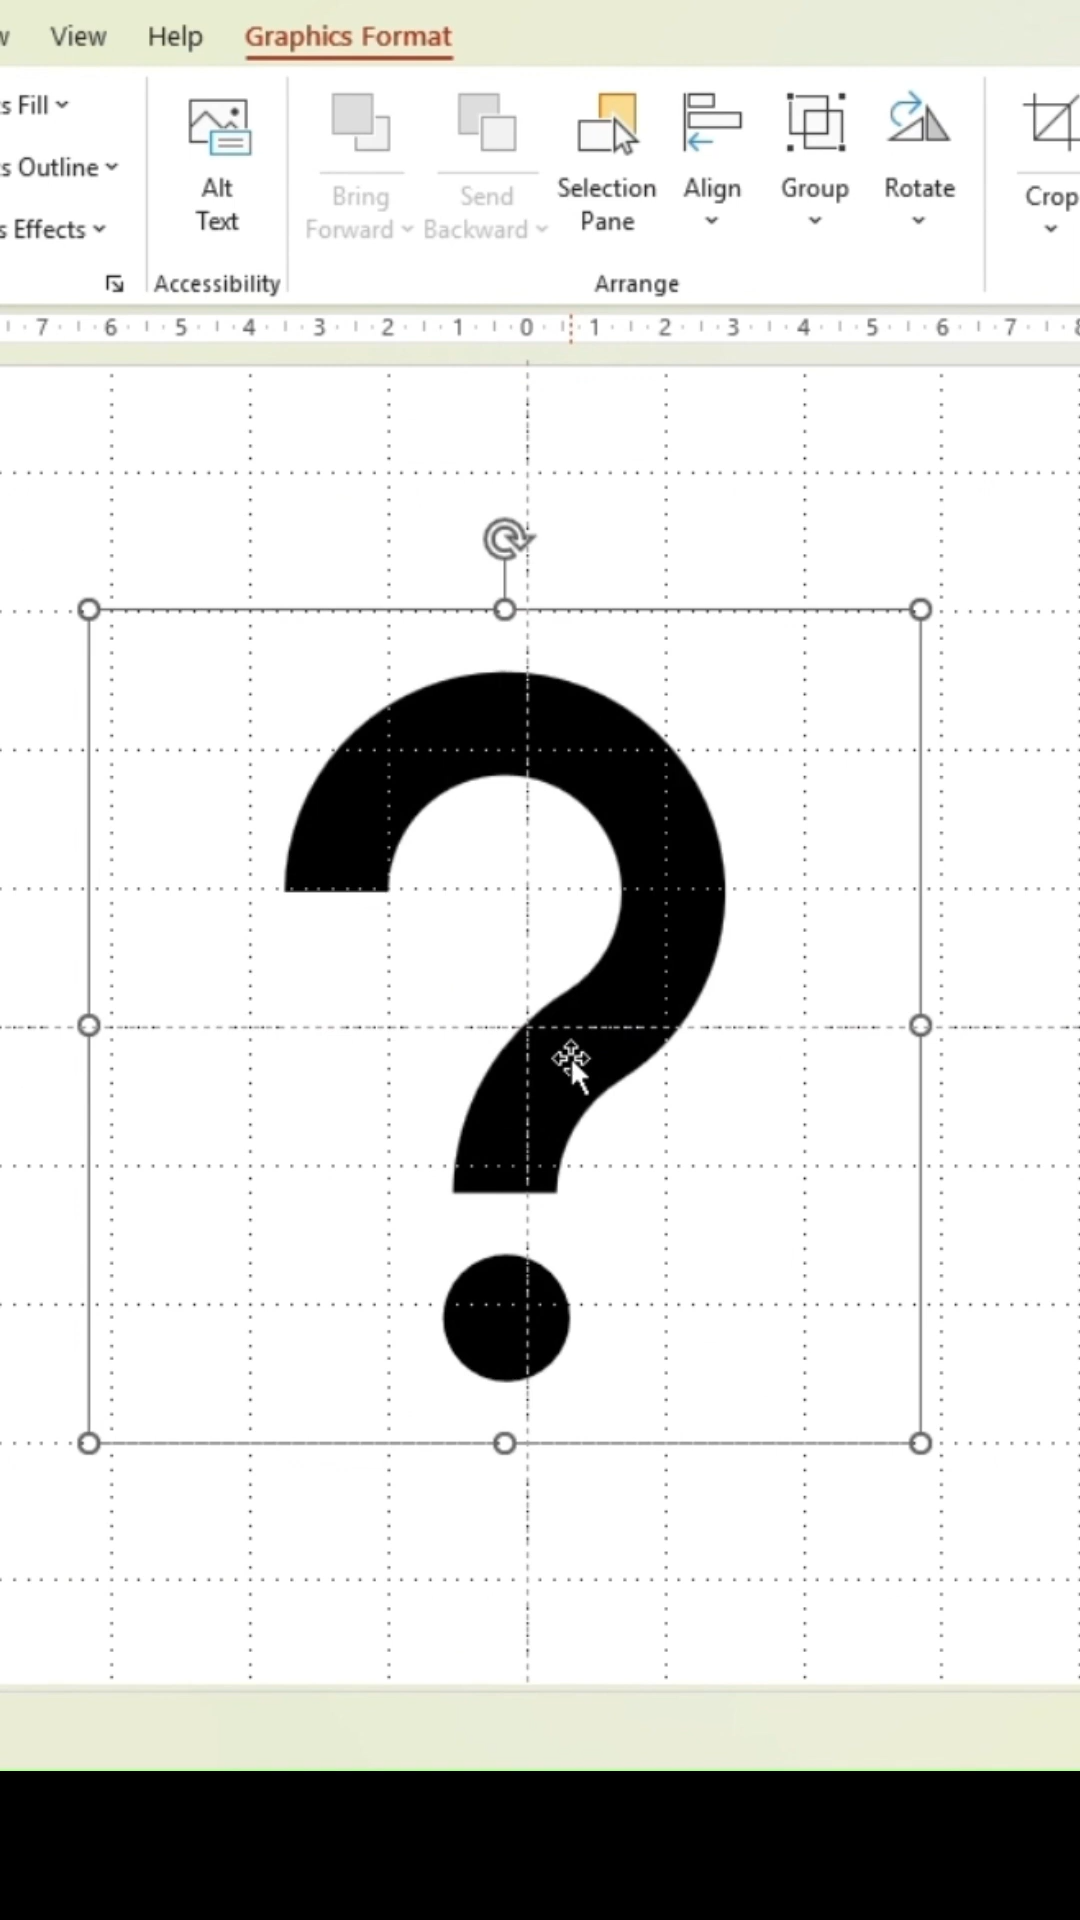 View Help Graphics Format
s Fill
s Outline
s Effects
Alt Text
Bring Forward
Send Backward
Selection Pane
Align
Group
Rotate
Crop
Accessibility
Arrange
7 6 5 4 3 2 1 0 1 2 3 4 5 6 7 8
?